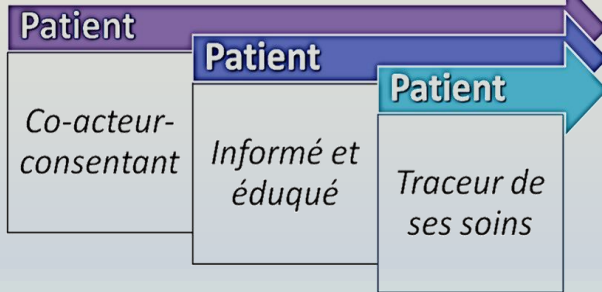 Patient
Co-acteur-
consentant
Patient
Informé et
éduqué
Patient
Traceur de
ses soins